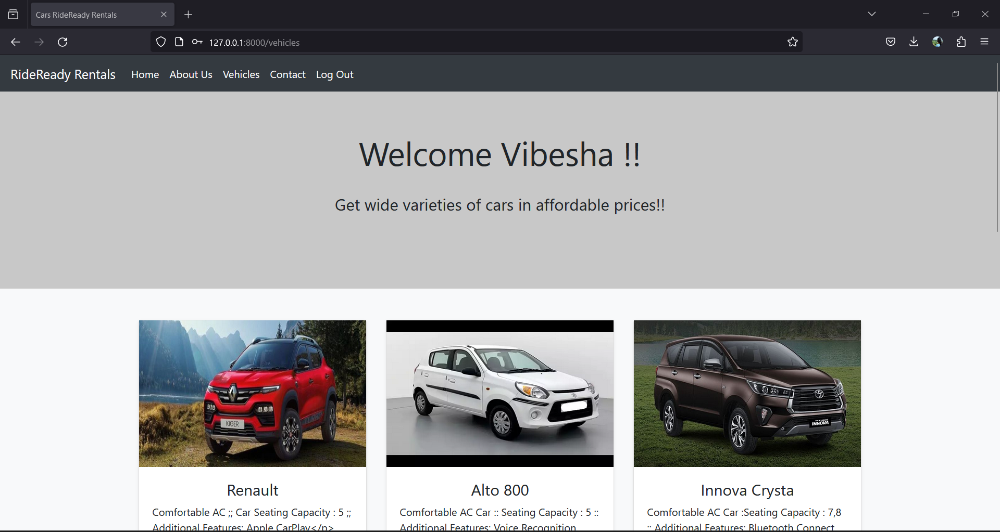 Cars RideReady Rentals
127.0.0.1:8000/vehicles
RideReady Rentals Home About Us Vehicles Contact Log Out
Welcome Vibesha !!
Get wide varieties of cars in affordable prices!!
KIGER
INNOVA
Renault
Comfortable AC ;; Car Seating Capacity : 5 ;;
Additional Features: Apple CarPlay</p>
Alto 800
Comfortable AC Car :: Seating Capacity : 5 ::
Additional Features: Voice Recognition
Innova Crysta
Comfortable AC Car :Seating Capacity : 7,8
:: Additional Features: Bluetooth Connect